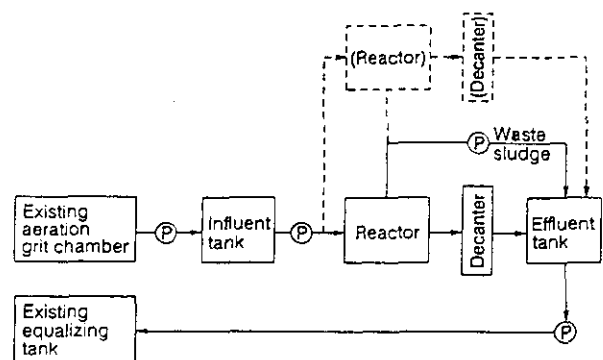 (Reactor)
(Decanter)
P
Waste
sludge
Existing
aeration
grit chamber
P
Influent
tank
P
Reactor
Decanter
Effluent
tank
Existing
equalizing
tank
P